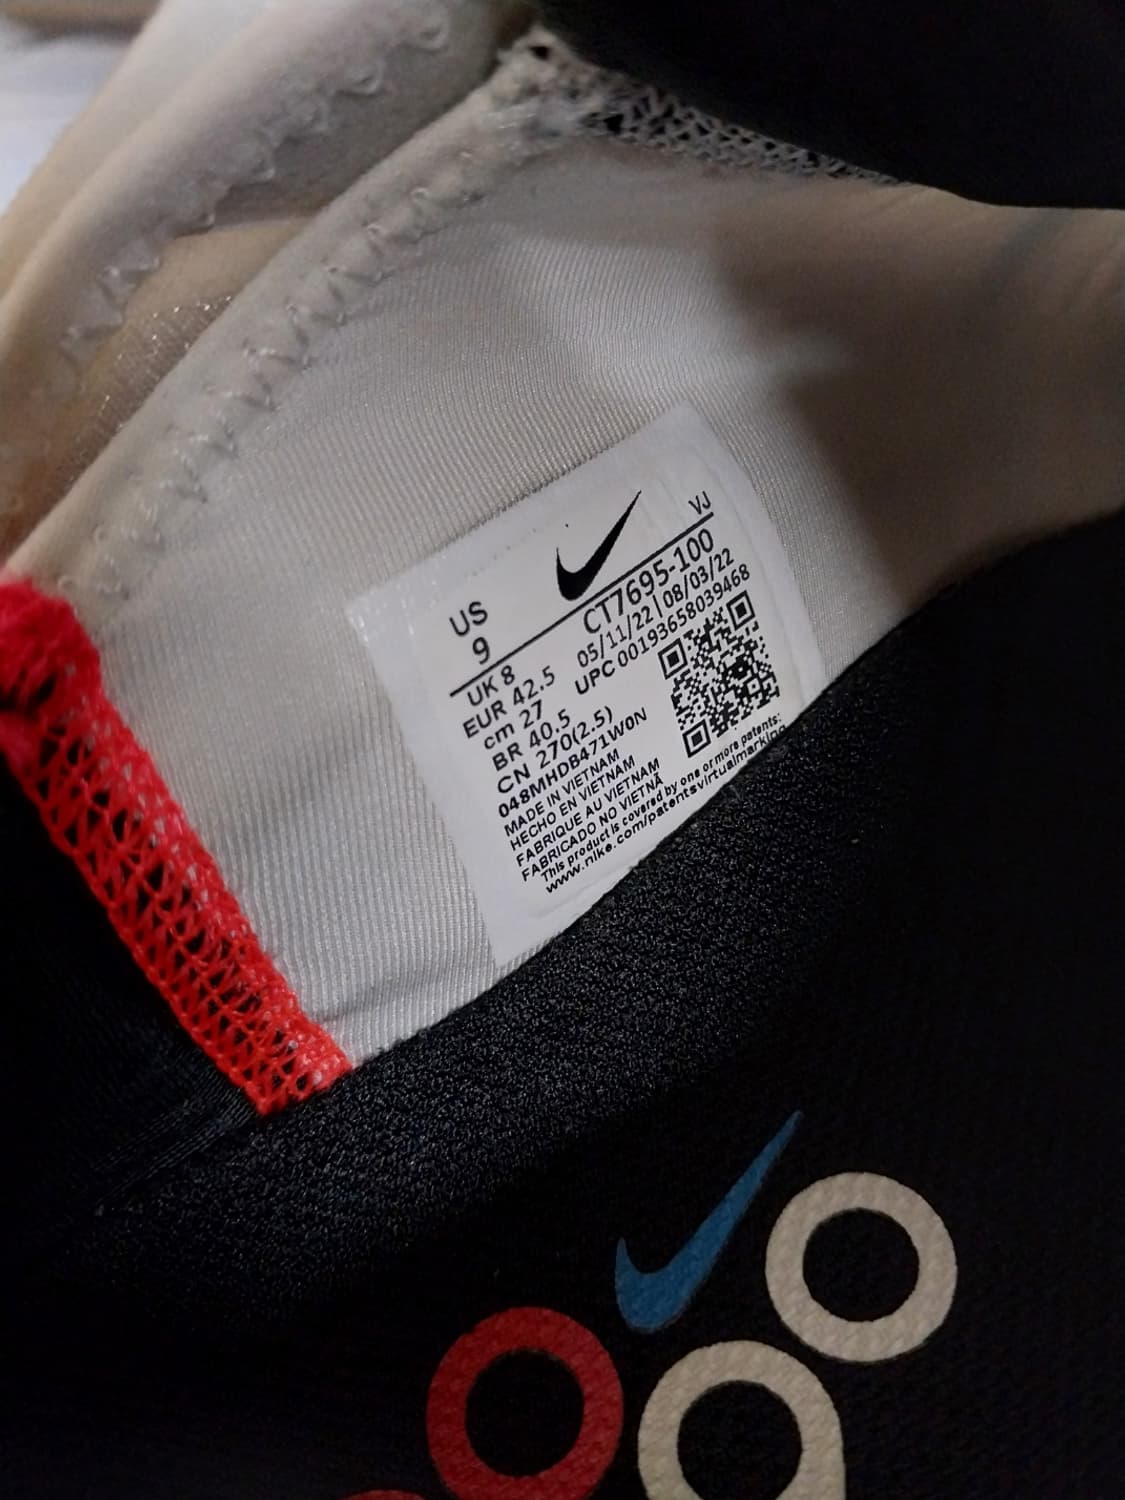 VJ
US
9
CT7695-100
05/11/22 | 08/03/22
UPC 00193658039468
UK 8
EUR 42.5
cm 27
BR 40.5
CN 270(2.5)
048MHDB471W0N
MADE IN VIETNAM
HECHO EN VIETNAM
FABRIQUE AU VIETNAM
FABRICADO NO VIETNÃ
This product is covered by one or more patents:
www.nike.com/patentsvirtualmarking